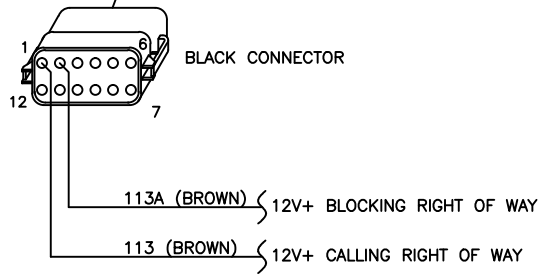 1
6
BLACK CONNECTOR
12
7
113A (BROWN) 12V+ BLOCKING RIGHT OF WAY
113 (BROWN) 12V+ CALLING RIGHT OF WAY